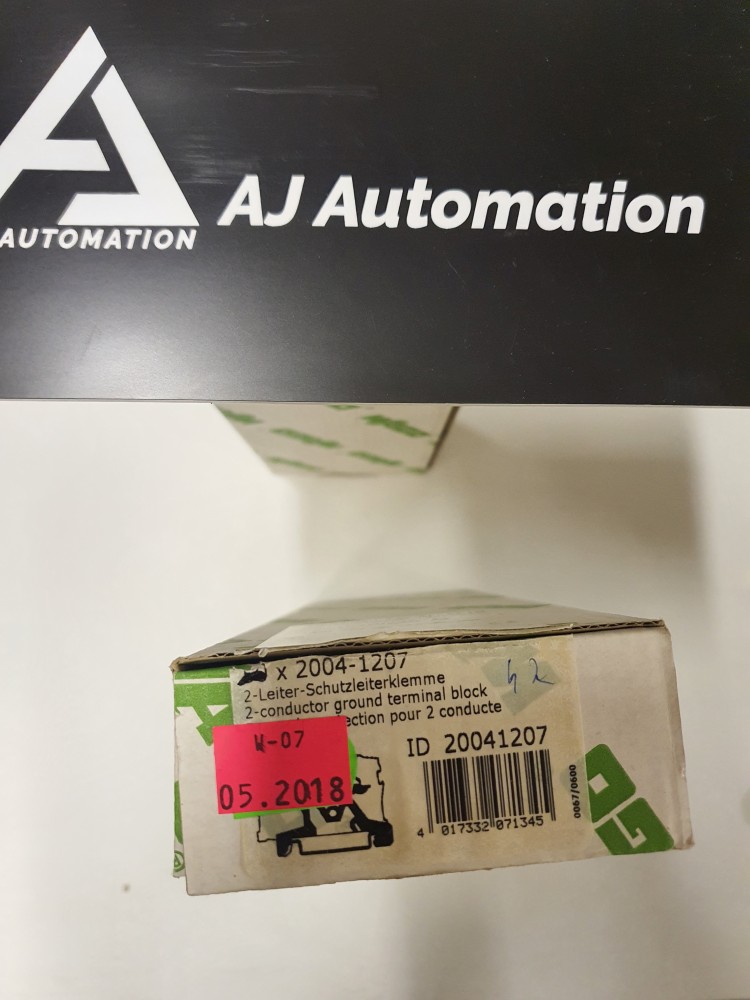 AUTOMATION
AJ Automation
x 2004-1207
2-Leiter-Schutzleiterklemme
2-conductor ground terminal block
ection pour 2 conducte
W-07
05.2018
ID 20041207
4 017332 071345
0067/0600